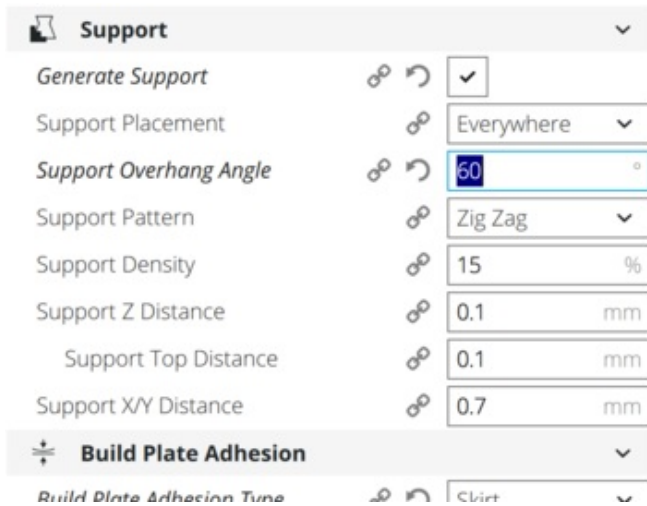 Support
Generate Support
Support Placement Everywhere
Support Overhang Angle 60 °
Support Pattern Zig Zag
Support Density 15 %
Support Z Distance 0.1 mm
Support Top Distance 0.1 mm
Support X/Y Distance 0.7 mm
Build Plate Adhesion
Build Plate Adhesion Type Skirt